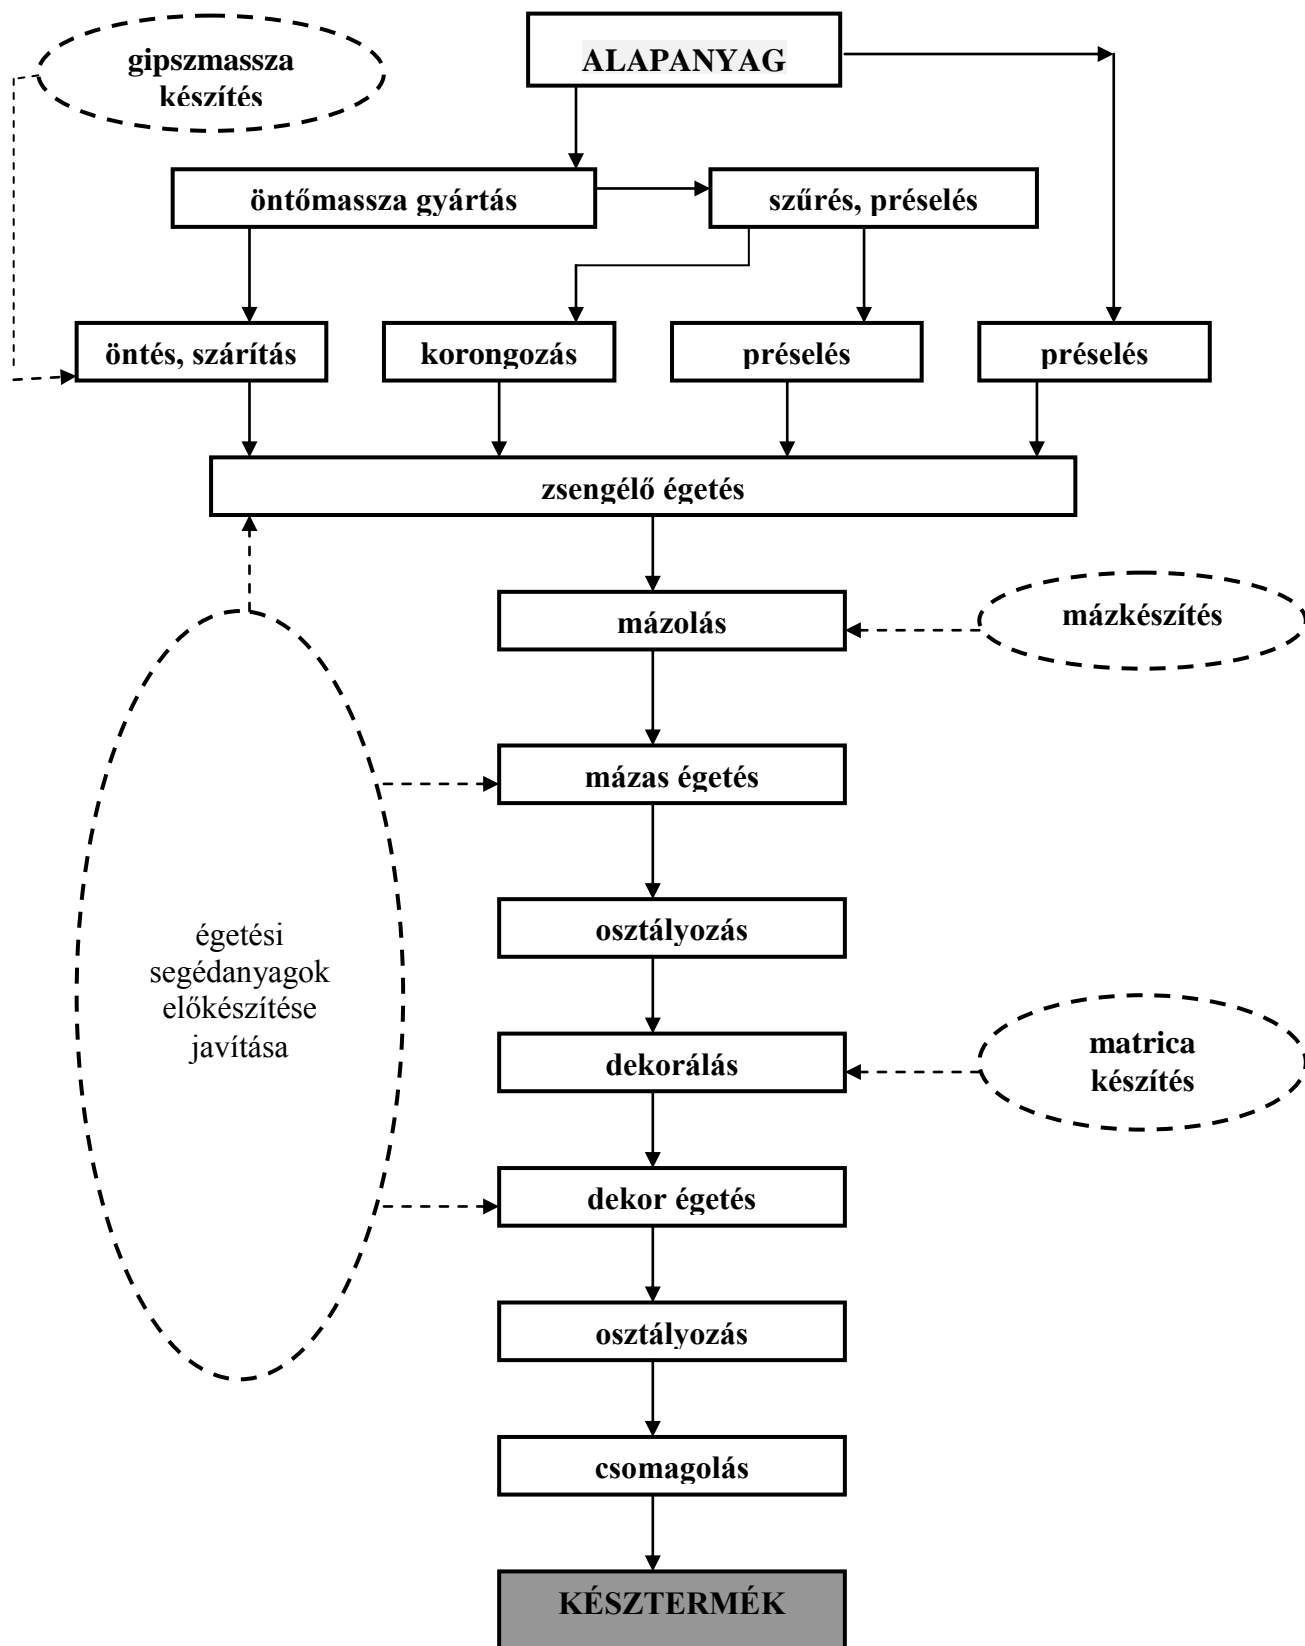 gipszmassza
készítés
ALAPANYAG
öntőmassza gyártás
szűrés, préselés
öntés, szárítás
korongozás
préselés
préselés
zsengélő égetés
mázolás
mázkészítés
mázas égetés
osztályozás
égetési
segédanyagok
előkészítése
javítása
dekorálás
matrica
készítés
dekor égetés
osztályozás
csomagolás
KÉSZTERMÉK